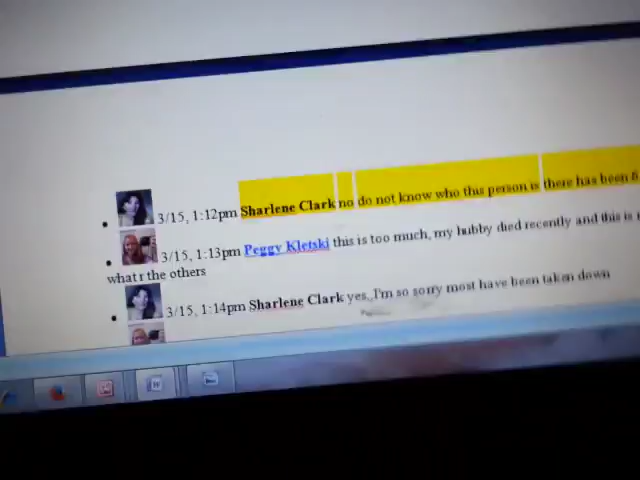 3/15, 1:12pm Sharlene Clark no do not know who this person is there has been
3/15, 1:13pm Peggy Kletski this is too much, my hubby died recently and this is
what r the others
3/15, 1:14pm Sharlene Clark yes, I'm so sorry most have been taken down